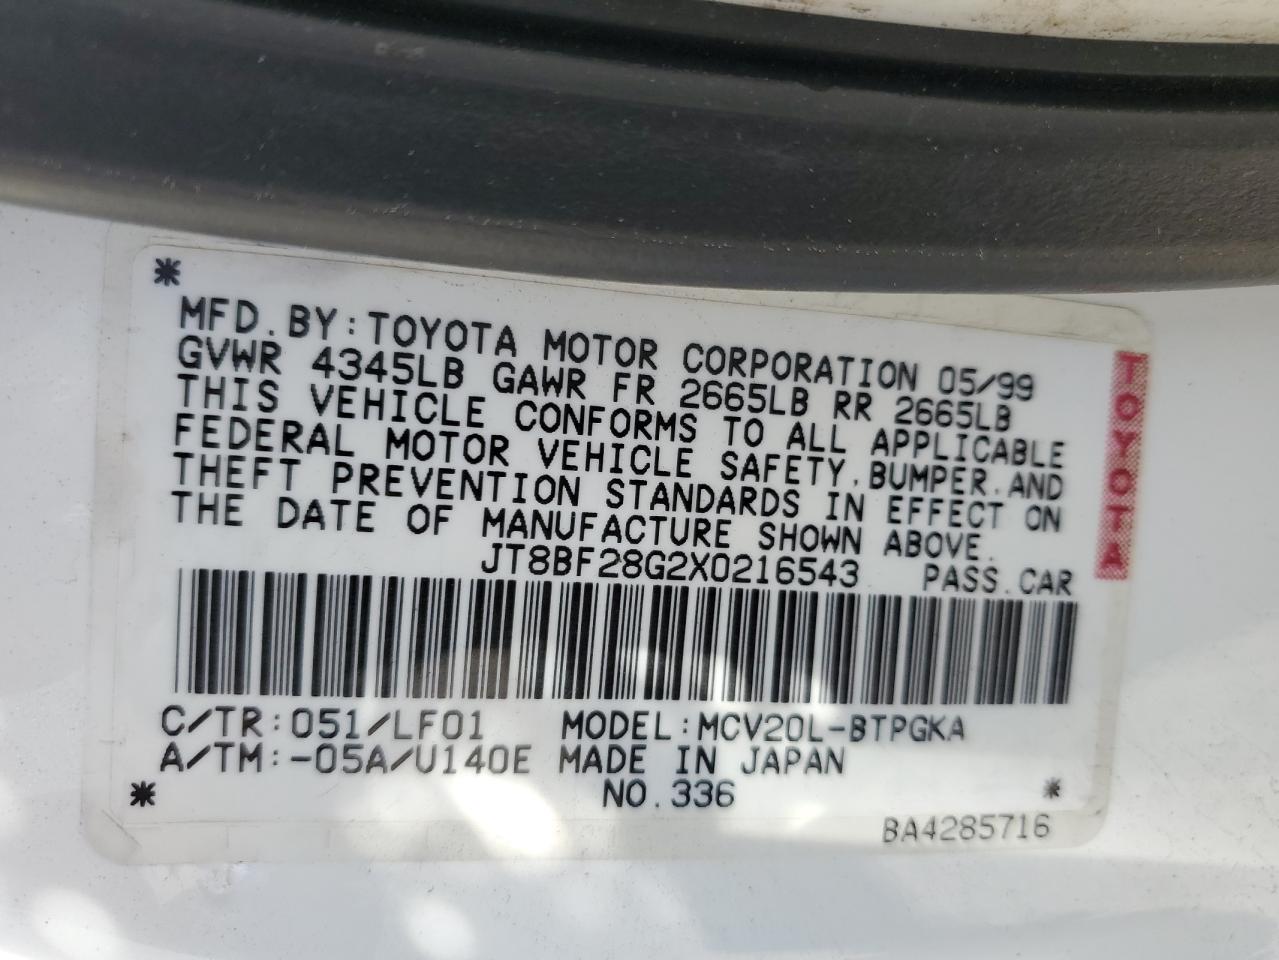 MFD. BY: TOYOTA MOTOR CORPORATION 05/99
GVWR 4345LB GAWR FR 2665LB RR 2665LB
THIS VEHICLE CONFORMS TO ALL APPLICABLE
FEDERAL MOTOR VEHICLE SAFETY, BUMPER, AND
THEFT PREVENTION STANDARDS IN EFFECT ON
THE DATE OF MANUFACTURE SHOWN ABOVE.
JT8BF28G2X0216543 PASS. CAR
C/TR: 051/LF01 MODEL: MCV20L-BTPGKA
A/TM: -05A/U140E MADE IN JAPAN
NO. 336
BA4285716
TOYOTA